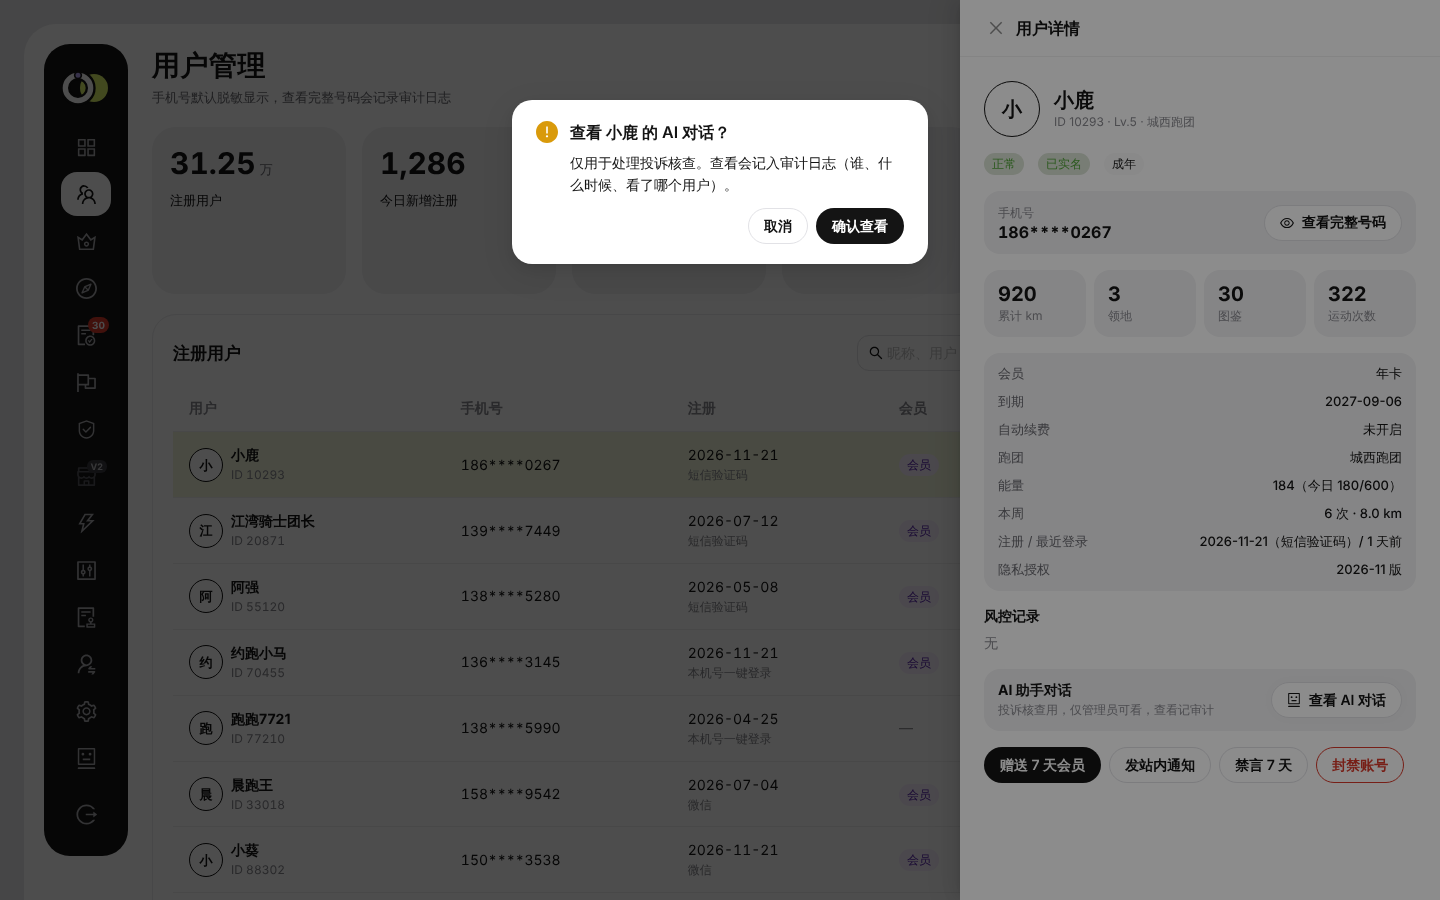 用户管理
手机号默认脱敏显示，查看完整号码会记录审计日志
31.25 万
注册用户
1,286
今日新增注册
30
V2
注册用户
昵称、用户
用户 手机号 注册 会员
小 小鹿 186****0267 2026-11-21 会员
ID 10293 短信验证码
江 江湾骑士团长 139****7449 2026-07-12 会员
ID 20871 短信验证码
阿 阿强 138****5280 2026-05-08 会员
ID 55120 短信验证码
约 约跑小马 136****3145 2026-11-21 会员
ID 70455 本机号一键登录
跑 跑跑7721 138****5990 2026-04-25 —
ID 77210 本机号一键登录
晨 晨跑王 158****9542 2026-07-04 会员
ID 33018 微信
小 小葵 150****3538 2026-11-21 会员
ID 88302 微信
查看 小鹿 的 AI 对话？
仅用于处理投诉核查。查看会记入审计日志（谁、什
么时候、看了哪个用户）。
取消 确认查看
用户详情
小 小鹿
ID 10293 · Lv.5 · 城西跑团
正常 已实名 成年
手机号
186****0267
查看完整号码
920 3 30 322
累计 km 领地 图鉴 运动次数
会员 年卡
到期 2027-09-06
自动续费 未开启
跑团 城西跑团
能量 184（今日 180/600）
本周 6 次 · 8.0 km
注册 / 最近登录 2026-11-21（短信验证码）/ 1 天前
隐私授权 2026-11 版
风控记录
无
AI 助手对话
投诉核查用，仅管理员可看，查看记审计
查看 AI 对话
赠送 7 天会员 发站内通知 禁言 7 天 封禁账号